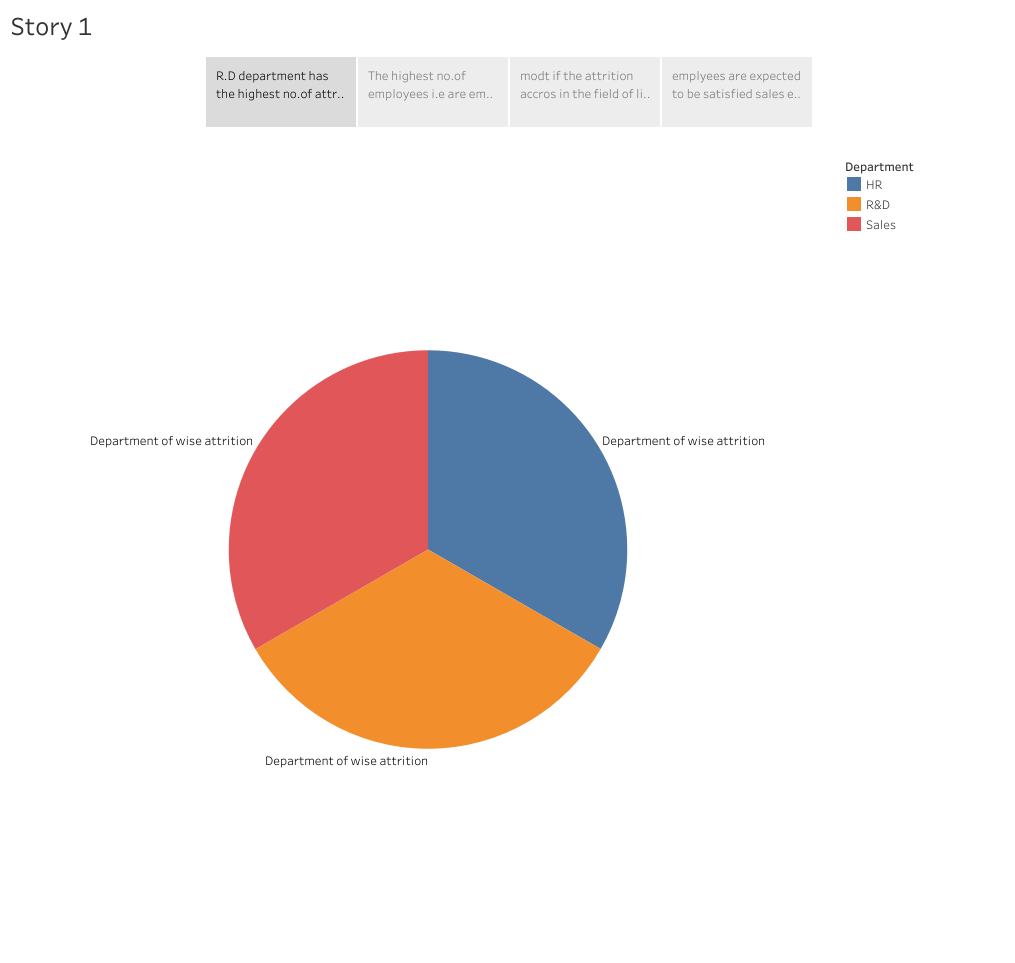 Story 1
R.D department has
the highest no.of attr..
The highest no.of
employees i.e are em..
modt if the attrition
accros in the field of li..
emplyees are expected
to be satisfied sales e..
Department
HR
R&D
Sales
Department of wise attrition
Department of wise attrition
Department of wise attrition